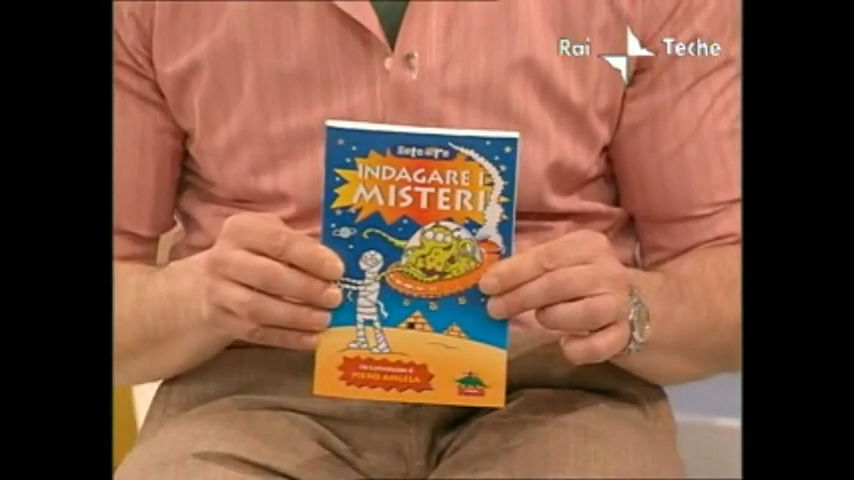 Rai Teche
INDAGARE I
MISTERI
PIERO ANGELA